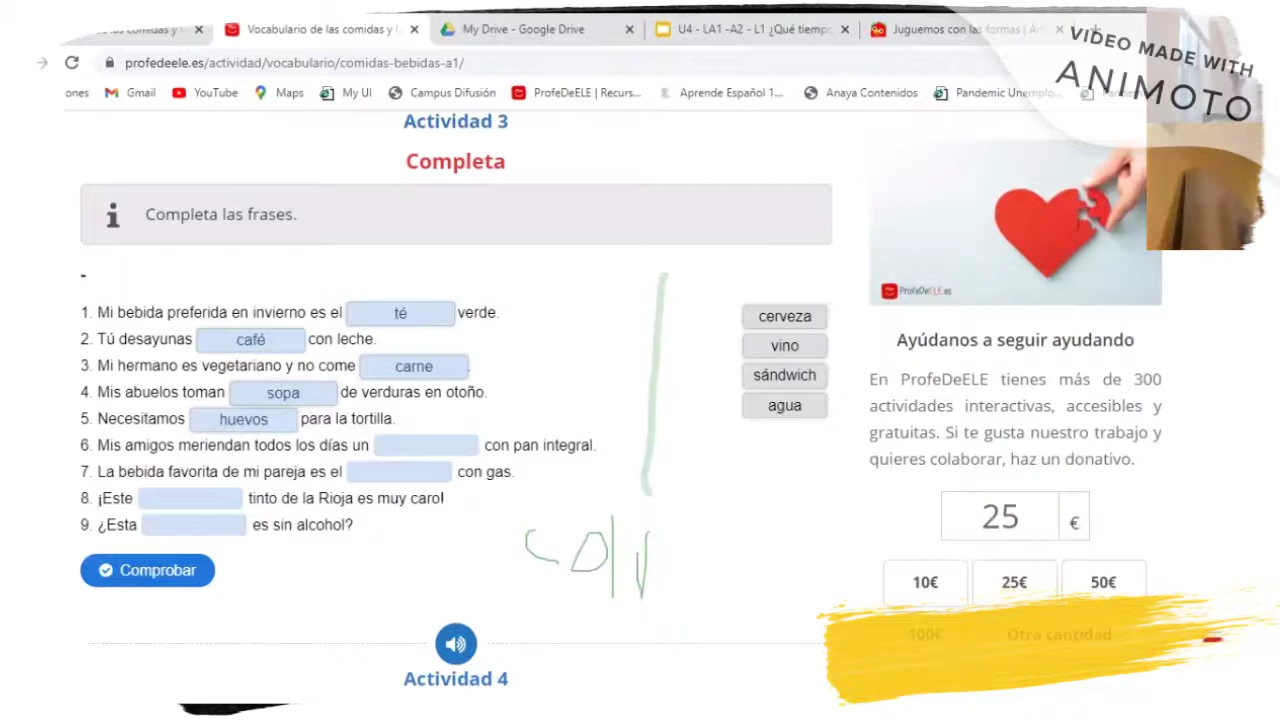 Vocabulario de las comidas y l
My Drive - Google Drive
U4 - LA1 -A2 - L1 ¿Qué tiempo
Juguemos con las formas |
VIDEO MADE WITH
ANIMOTO
profedeele.es/actividad/vocabulario/comidas-bebidas-a1/
ones Gmail YouTube Maps My UI Campus Difusión ProfeDeELE | Recurs... Aprende Español 1... Anaya Contenidos Pandemic Unemplo...
Actividad 3
Completa
Completa las frases.
-
1. Mi bebida preferida en invierno es el té verde.
2. Tú desayunas café con leche.
3. Mi hermano es vegetariano y no come carne.
4. Mis abuelos toman sopa de verduras en otoño.
5. Necesitamos huevos para la tortilla.
6. Mis amigos meriendan todos los días un con pan integral.
7. La bebida favorita de mi pareja es el con gas.
8. ¡Este tinto de la Rioja es muy caro!
9. ¿Esta es sin alcohol?
Comprobar
cerveza
vino
sándwich
agua
Actividad 4
ProfeDeELE.es
Ayúdanos a seguir ayudando
En ProfeDeELE tienes más de 300
actividades interactivas, accesibles y
gratuitas. Si te gusta nuestro trabajo y
quieres colaborar, haz un donativo.
25 €
10€ 25€ 50€
100€ Otra cantidad